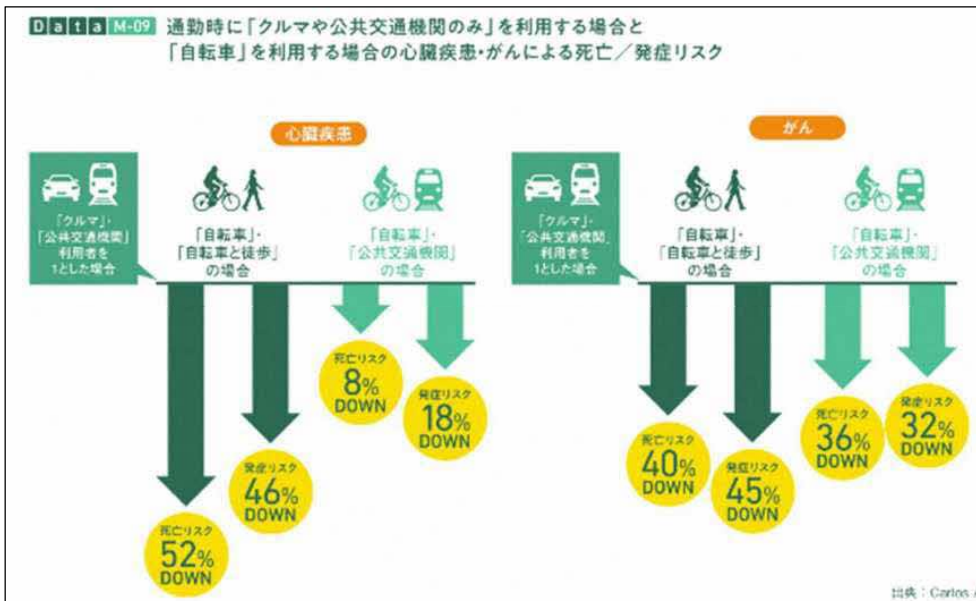 Data M-09 通勤時に「クルマや公共交通機関のみ」を利用する場合と
「自転車」を利用する場合の心臓疾患・がんによる死亡／発症リスク
心臓疾患
「クルマ」・
「公共交通機関」
利用者を
1とした場合
「自転車」・
「自転車と徒歩」
の場合
「自転車」・
「公共交通機関」
の場合
死亡リスク
52%
DOWN
発症リスク
46%
DOWN
死亡リスク
8%
DOWN
発症リスク
18%
DOWN
がん
「クルマ」・
「公共交通機関」
利用者を
1とした場合
「自転車」・
「自転車と徒歩」
の場合
「自転車」・
「公共交通機関」
の場合
死亡リスク
40%
DOWN
発症リスク
45%
DOWN
死亡リスク
36%
DOWN
発症リスク
32%
DOWN
出典：Carlos